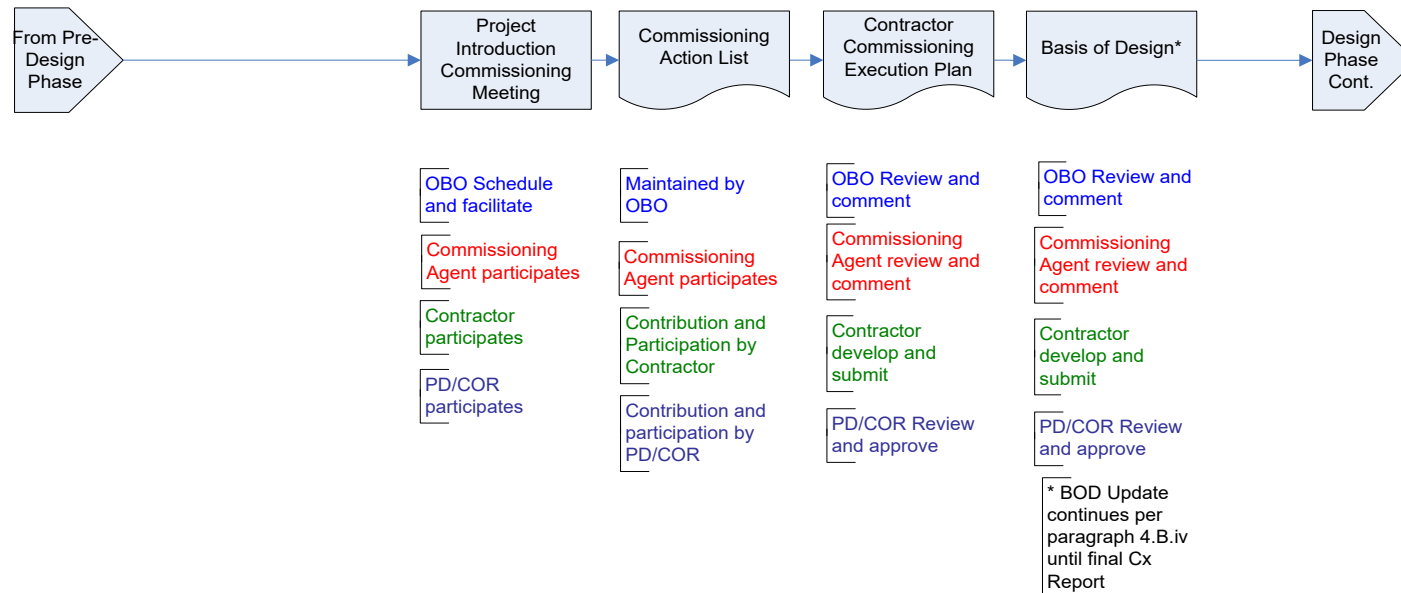 From Pre-
Design
Phase
Project
Introduction
Commissioning
Meeting
Commissioning
Action List
Contractor
Commissioning
Execution Plan
Basis of Design*
Design
Phase
Cont.
OBO Schedule
and facilitate
Commissioning
Agent participates
Contractor
participates
PD/COR
participates
Maintained by
OBO
Commissioning
Agent participates
Contribution and
Participation by
Contractor
Contribution and
participation by
PD/COR
OBO Review and
comment
Commissioning
Agent review and
comment
Contractor
develop and
submit
PD/COR Review
and approve
OBO Review and
comment
Commissioning
Agent review and
comment
Contractor
develop and
submit
PD/COR Review
and approve
* BOD Update
continues per
paragraph 4.B.iv
until final Cx
Report